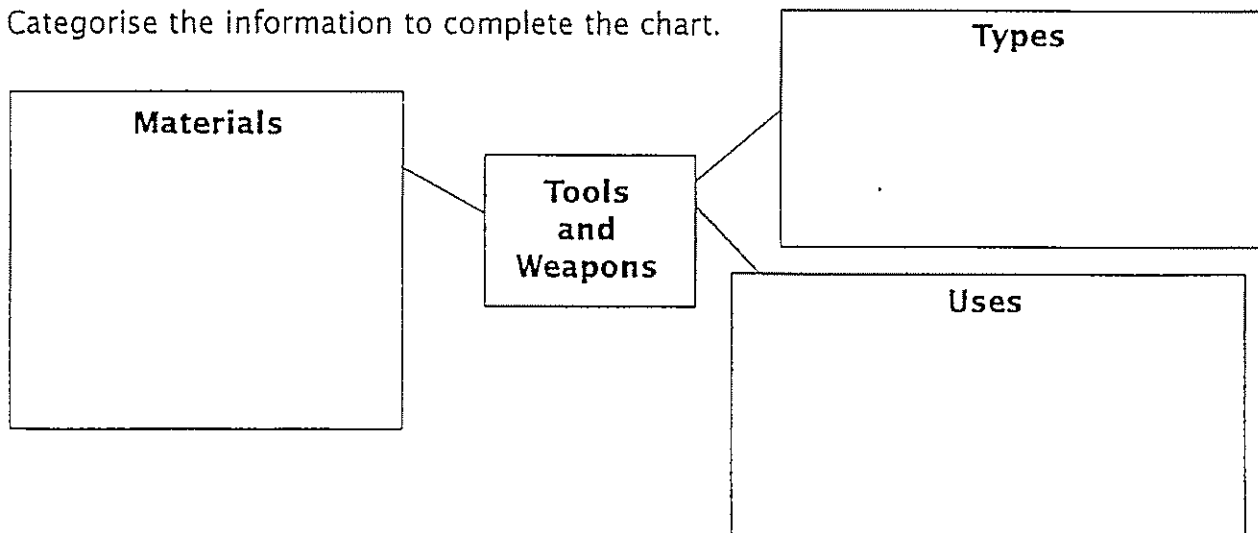 Categorise the information to complete the chart.
Types
Materials
Tools
and
Weapons
Uses